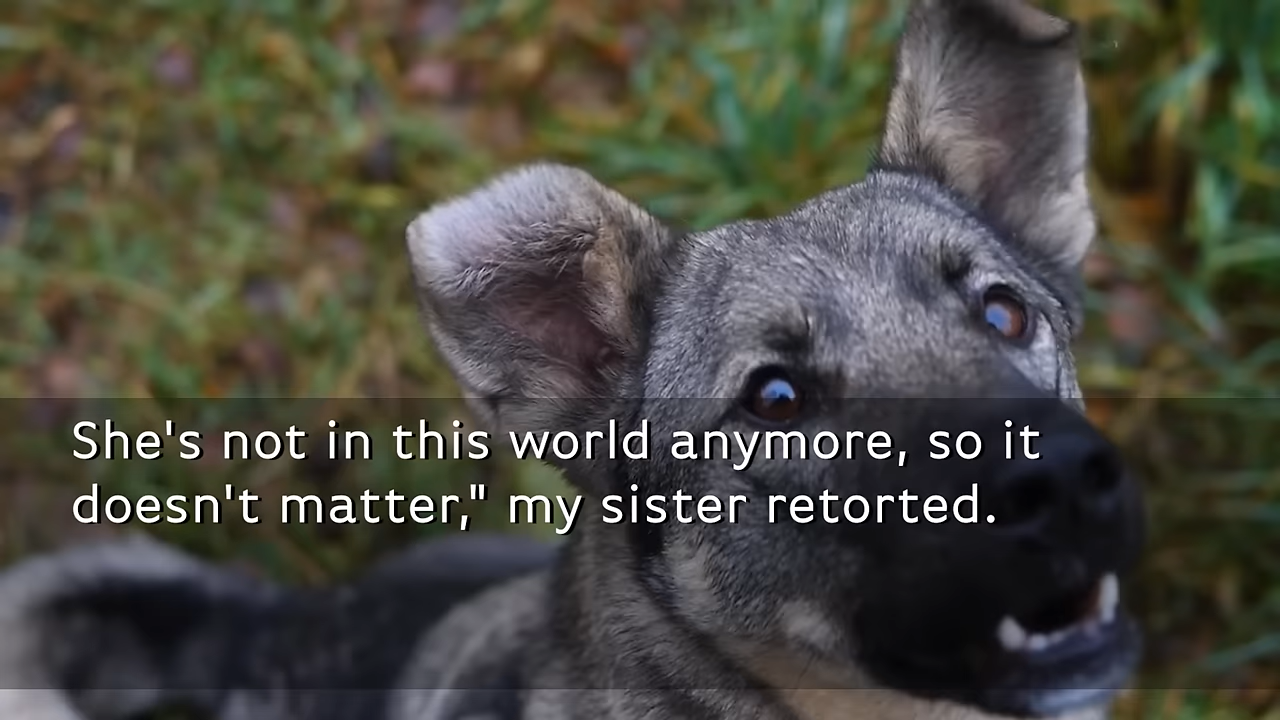 She's not in this world anymore, so it
doesn't matter," my sister retorted.